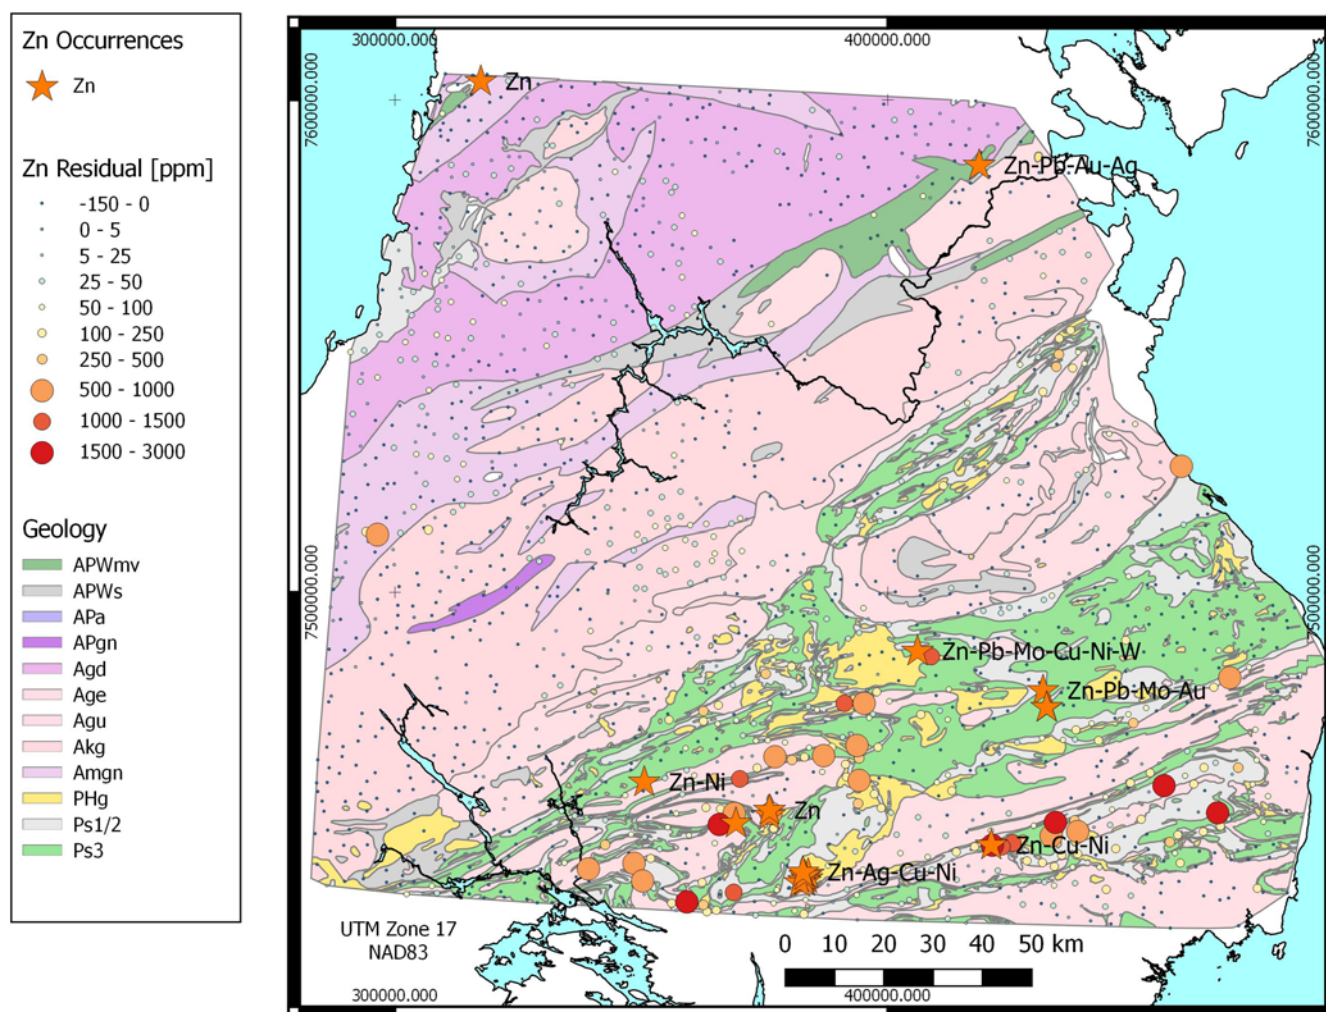 Zn Occurrences
Zn
Zn Residual [ppm]
-150 - 0
0 - 5
5 - 25
25 - 50
50 - 100
100 - 250
250 - 500
500 - 1000
1000 - 1500
1500 - 3000
Geology
APWmv
APWs
APa
APgn
Agd
Age
Agu
Akg
Amgn
PHg
Ps1/2
Ps3
300000.000
400000.000
7600000.000
7600000.000
Zn
Zn-Pb-Au-Ag
7500000.000
7500000.000
Zn-Pb-Mo-Cu-Ni-W
Zn-Pb-Mo-Au
Zn-Ni
Zn
Zn-Cu-Ni
Zn-Ag-Cu-Ni
UTM Zone 17
NAD83
0 10 20 30 40 50 km
300000.000
400000.000